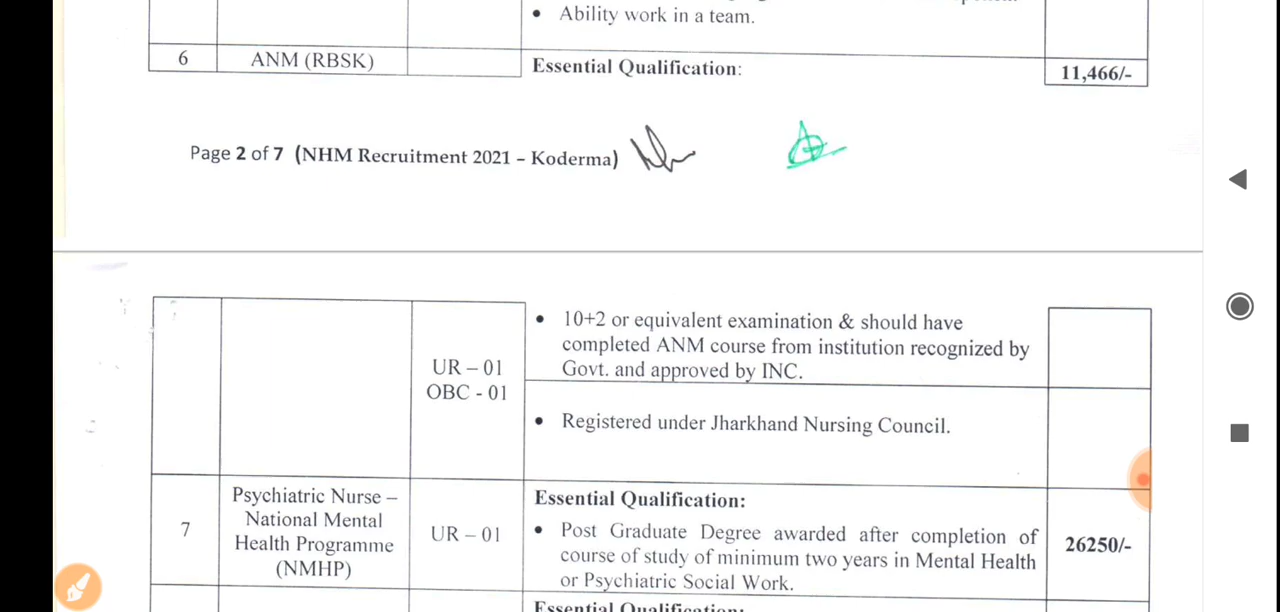 • Ability work in a team.
6
ANM (RBSK)
Essential Qualification:
11,466/-
Page 2 of 7 (NHM Recruitment 2021 – Koderma)
UR – 01
OBC - 01
• 10+2 or equivalent examination & should have
completed ANM course from institution recognized by
Govt. and approved by INC.
• Registered under Jharkhand Nursing Council.
7
Psychiatric Nurse –
National Mental
Health Programme
(NMHP)
UR – 01
Essential Qualification:
• Post Graduate Degree awarded after completion of
course of study of minimum two years in Mental Health
or Psychiatric Social Work.
26250/-
Essential Qualification: